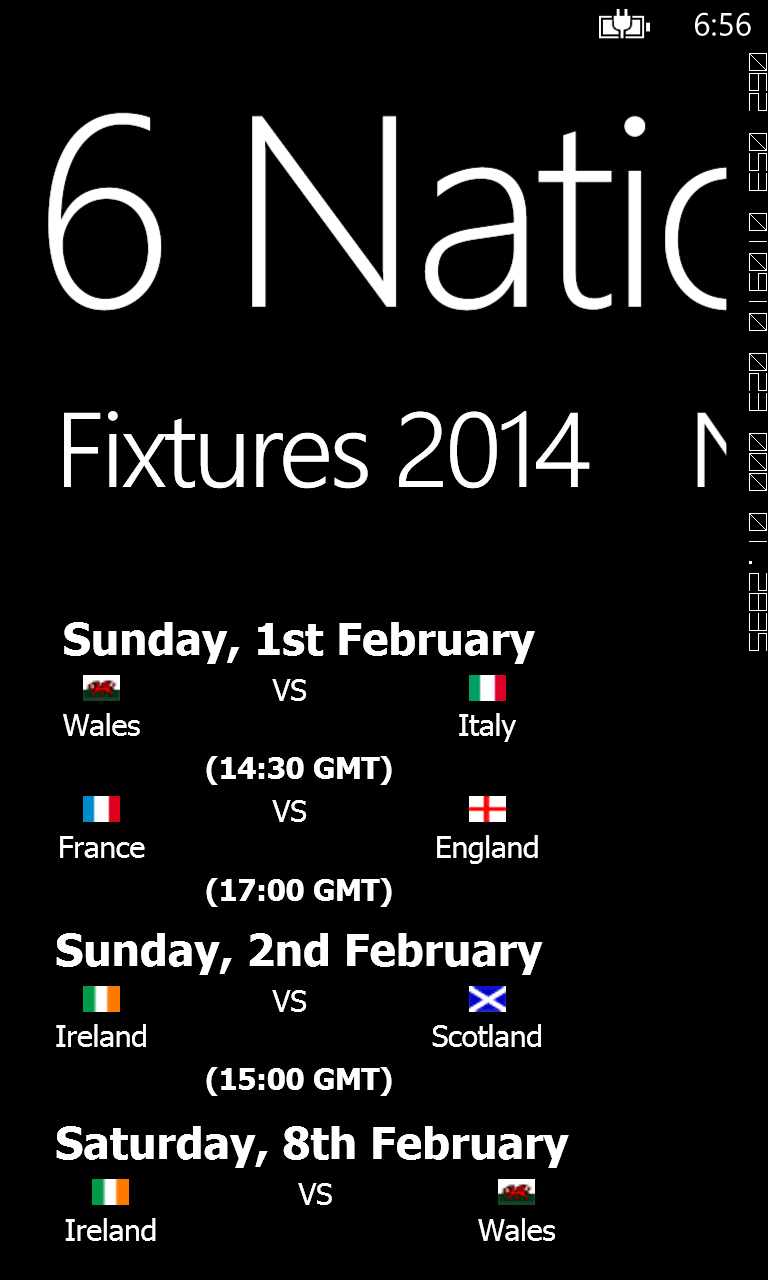 6:56
6 Natio
Fixtures 2014 N
Sunday, 1st February
VS
Wales Italy
(14:30 GMT)
VS
France England
(17:00 GMT)
Sunday, 2nd February
VS
Ireland Scotland
(15:00 GMT)
Saturday, 8th February
VS
Ireland Wales